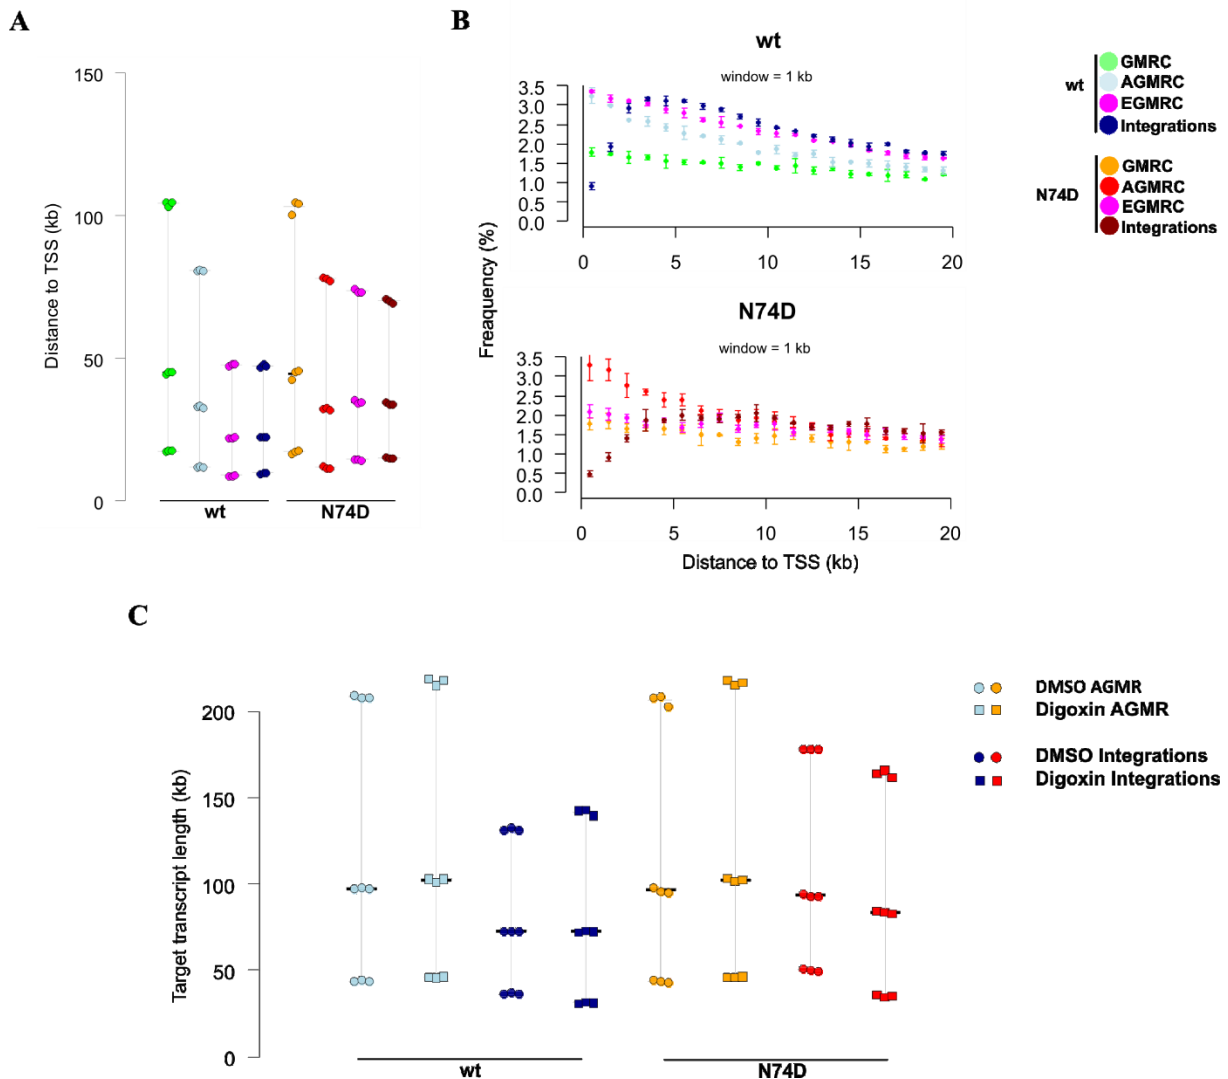 A
150
100
50
0
Distance to TSS (kb)
wt
N74D
B
wt
window = 1 kb
3.5
3.0
2.5
2.0
1.5
1.0
0.5
0.0
0
5
10
15
20
Freaquency (%)
N74D
window = 1 kb
3.5
3.0
2.5
2.0
1.5
1.0
0.5
0.0
0
5
10
15
20
Distance to TSS (kb)
wt
GMRC
AGMRC
EGMRC
Integrations
N74D
GMRC
AGMRC
EGMRC
Integrations
C
200
150
100
50
0
Target transcript length (kb)
wt
N74D
DMSO AGMR
Digoxin AGMR
DMSO Integrations
Digoxin Integrations